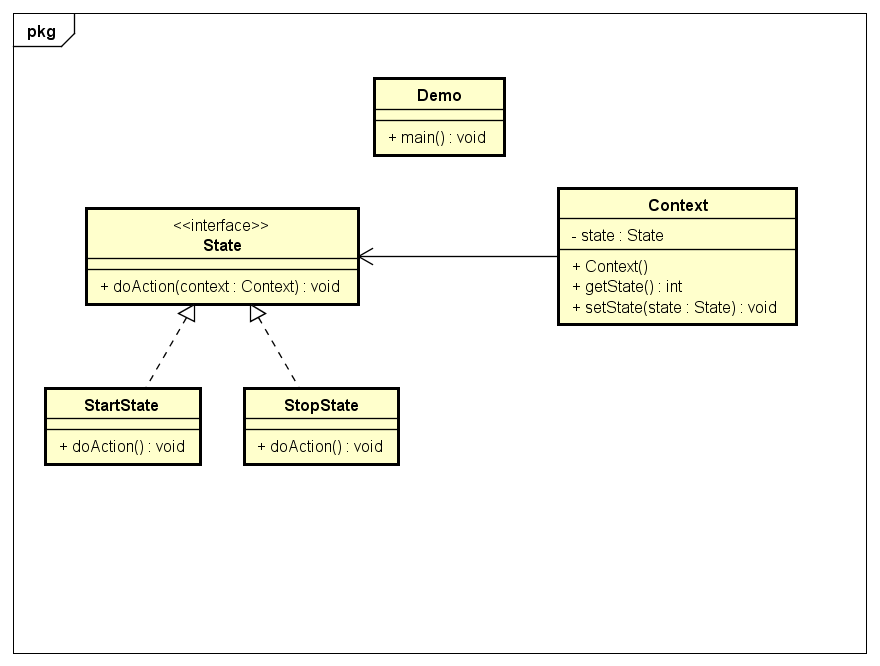 pkg
Demo
+ main() : void
<<interface>>
State
+ doAction(context : Context) : void
Context
- state : State
+ Context()
+ getState() : int
+ setState(state : State) : void
StartState
+ doAction() : void
StopState
+ doAction() : void